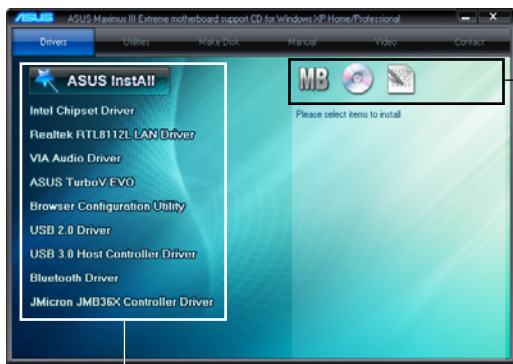 ASUS ASUS Maximus III Extreme motherboard support CD for Windows XP Home/Professional
Drivers Utilities Make Disk Manual Video Contact
ASUS InstAll
MB
Please select items to install
Intel Chipset Driver
Realtek RTL8112L LAN Driver
VIA Audio Driver
ASUS TurboV EVO
Browser Configuration Utility
USB 2.0 Driver
USB 3.0 Host Controller Driver
Bluetooth Driver
JMicron JMB36X Controller Driver